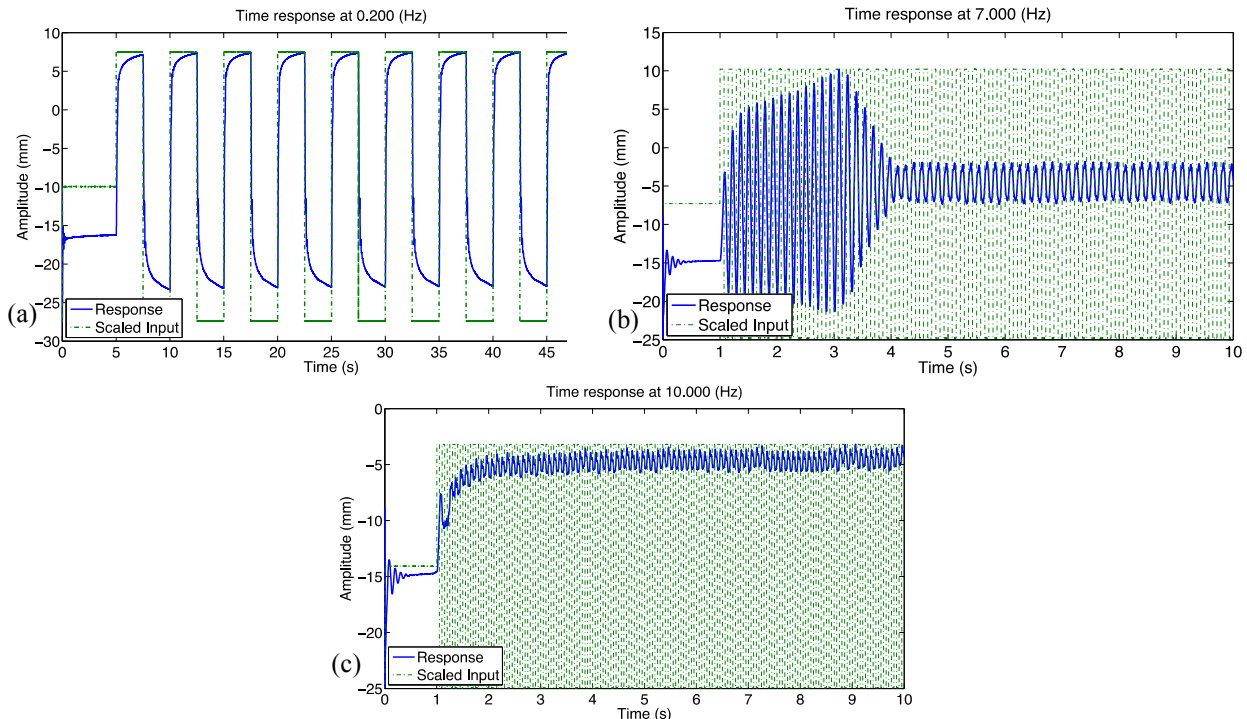 Time response at 0.200 (Hz)
10
5
0
−5
−10
−15
−20
−25
−30
Amplitude (mm)
(a)
Response
Scaled Input
0 5 10 15 20 25 30 35 40 45
Time (s)
Time response at 7.000 (Hz)
15
10
5
0
−5
−10
−15
−20
−25
Amplitude (mm)
(b)
Response
Scaled Input
0 1 2 3 4 5 6 7 8 9 10
Time (s)
Time response at 10.000 (Hz)
0
−5
−10
−15
−20
−25
Amplitude (mm)
(c)
Response
Scaled Input
0 1 2 3 4 5 6 7 8 9 10
Time (s)